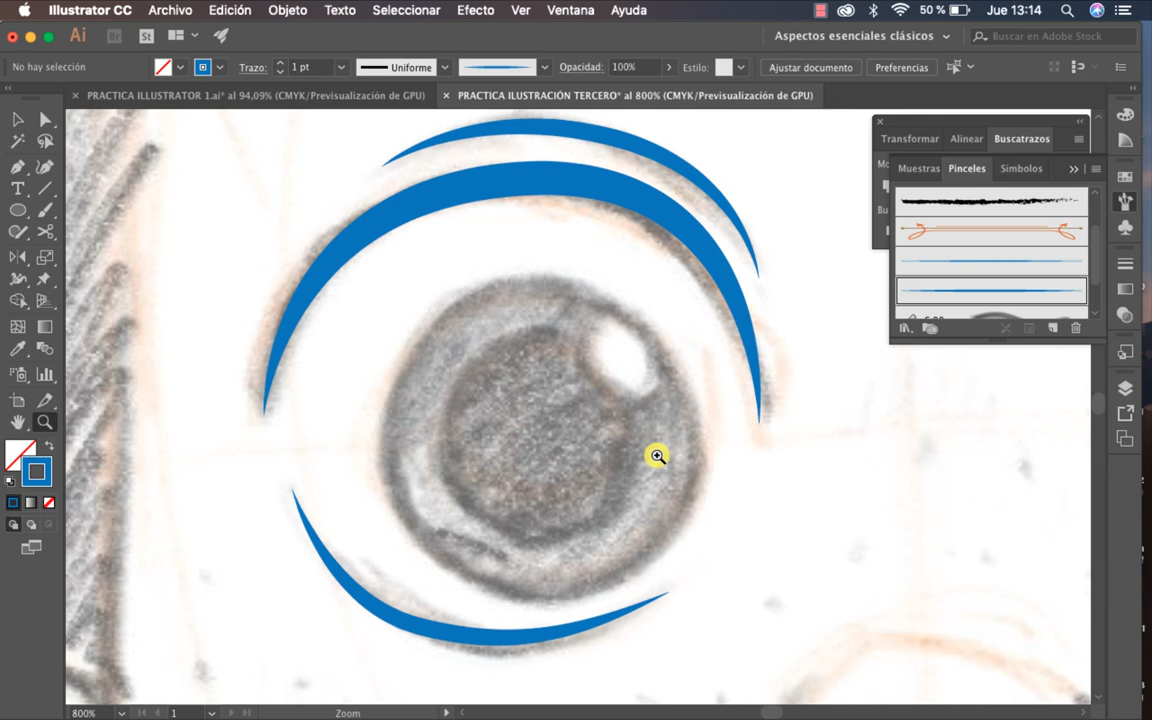 Illustrator CC Archivo Edición Objeto Texto Seleccionar Efecto Ver Ventana Ayuda 50 % Jue 13:14
Ai Br St Aspectos esenciales clásicos Buscar en Adobe Stock
No hay selección Trazo: 1 pt Uniforme Opacidad: 100% Estilo: Ajustar documento Preferencias
× PRACTICA ILLUSTRATOR 1.ai* al 94,09% (CMYK/Previsualización de GPU) × PRACTICA ILUSTRACIÓN TERCERO* al 800% (CMYK/Previsualización de GPU)
Transformar Alinear Buscatrazos
Muestras Pinceles Símbolos
800% 1 Zoom